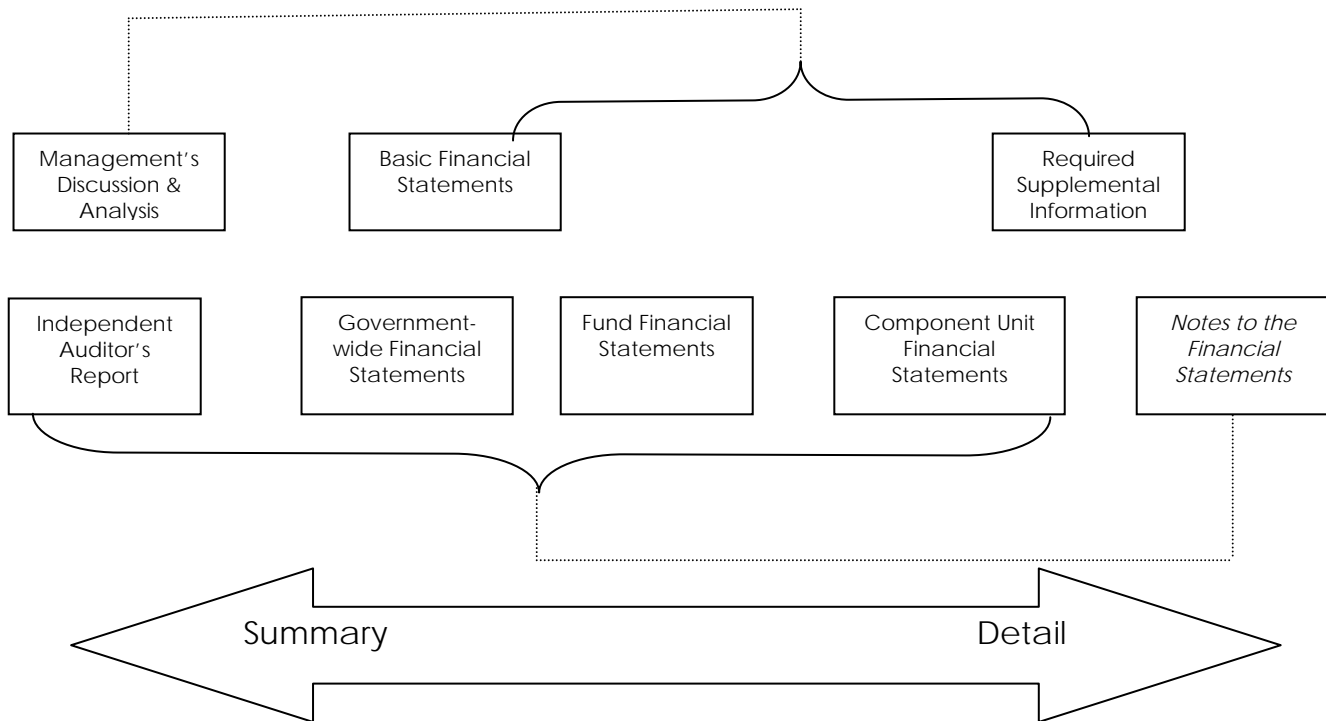 Management's
Discussion &
Analysis
Basic Financial
Statements
Required
Supplemental
Information
Independent
Auditor's
Report
Government-
wide Financial
Statements
Fund Financial
Statements
Component Unit
Financial
Statements
Notes to the
Financial
Statements
Summary
Detail